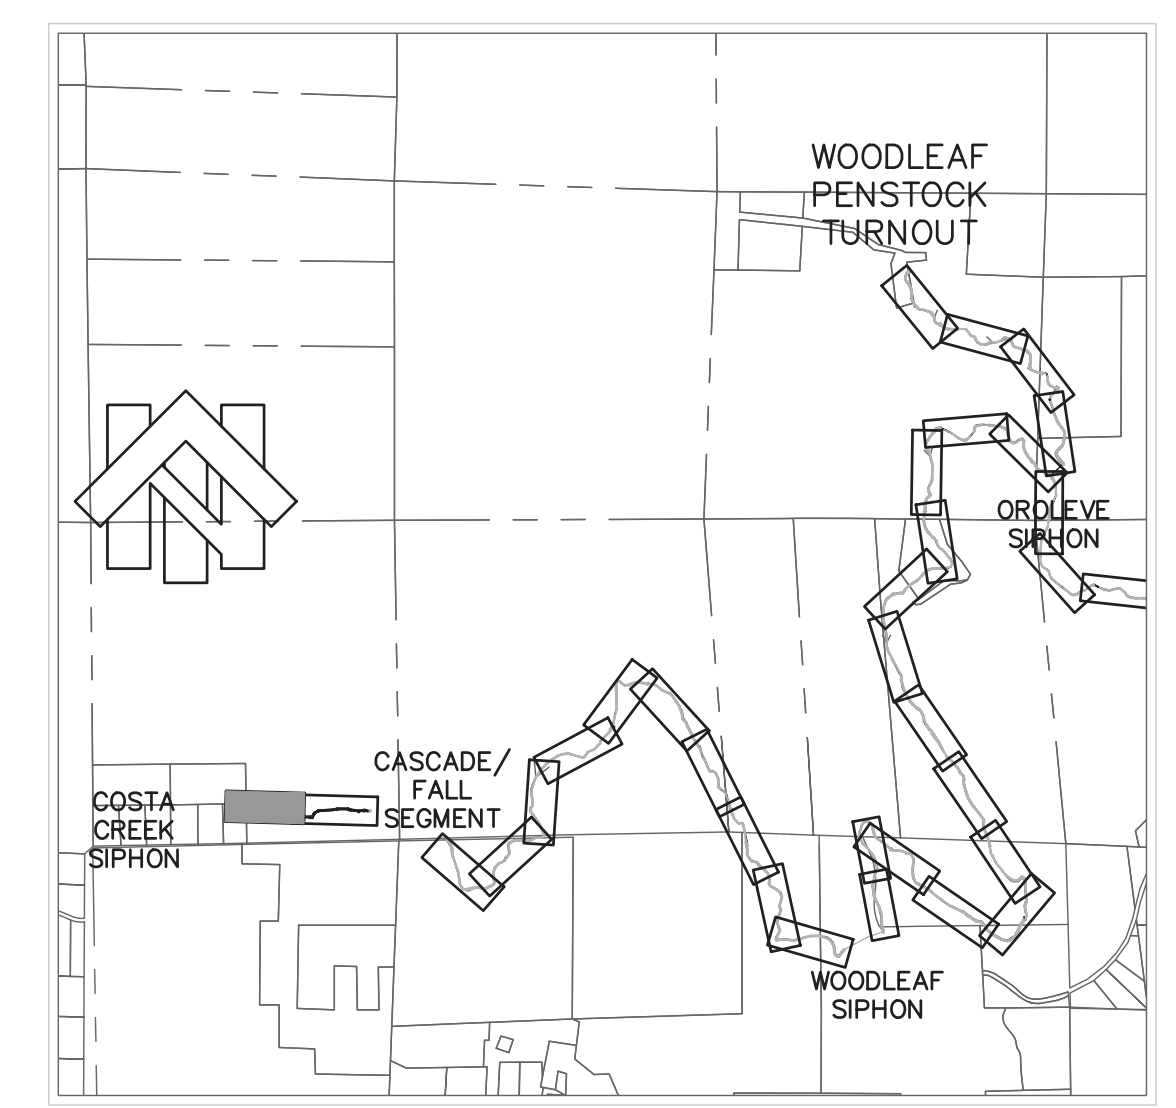 WOODLEAF
PENSTOCK
TURNOUT
OROLEVE
SIPHON
CASCADE/
FALL
SEGMENT
COSTA
CREEK
SIPHON
WOODLEAF
SIPHON